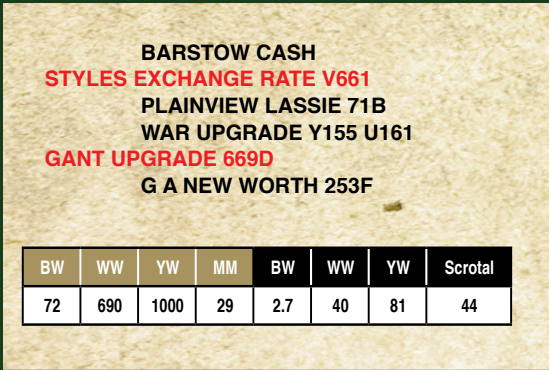 BARSTOW CASH
STYLES EXCHANGE RATE V661
PLAINVIEW LASSIE 71B
WAR UPGRADE Y155 U161
GANT UPGRADE 669D
G A NEW WORTH 253F
BW WW YW MM BW WW YW Scrotal
72 690 1000 29 2.7 40 81 44